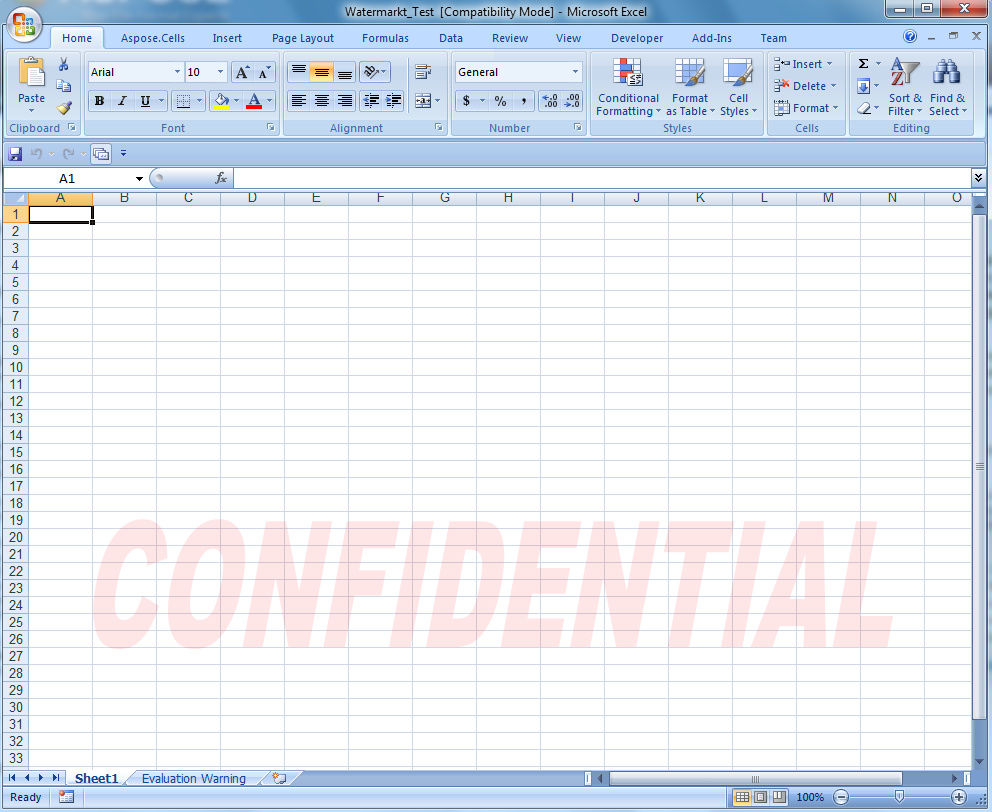 Watermarkt_Test [Compatibility Mode] - Microsoft Excel
Home Aspose.Cells Insert Page Layout Formulas Data Review View Developer Add-Ins Team
Paste
Clipboard
Arial 10
B I U
Font
Alignment
General
$ % ,
Number
Conditional Formatting
Format as Table
Cell Styles
Styles
Insert
Delete
Format
Cells
Σ
Sort & Filter
Find & Select
Editing
A1 fx
A B C D E F G H I J K L M N O
1
2
3
4
5
6
7
8
9
10
11
12
13
14
15
16
17
18
19
20
21
22
23
24
25
26
27
28
29
30
31
32
33
CONFIDENTIAL
Sheet1 Evaluation Warning
Ready 100%